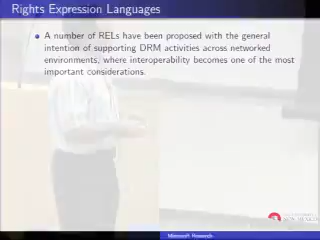 Rights Expression Languages
A number of RELs have been proposed with the general
intention of supporting DRM activities across networked
environments, where interoperability becomes one of the most
important considerations.
Microsoft Research